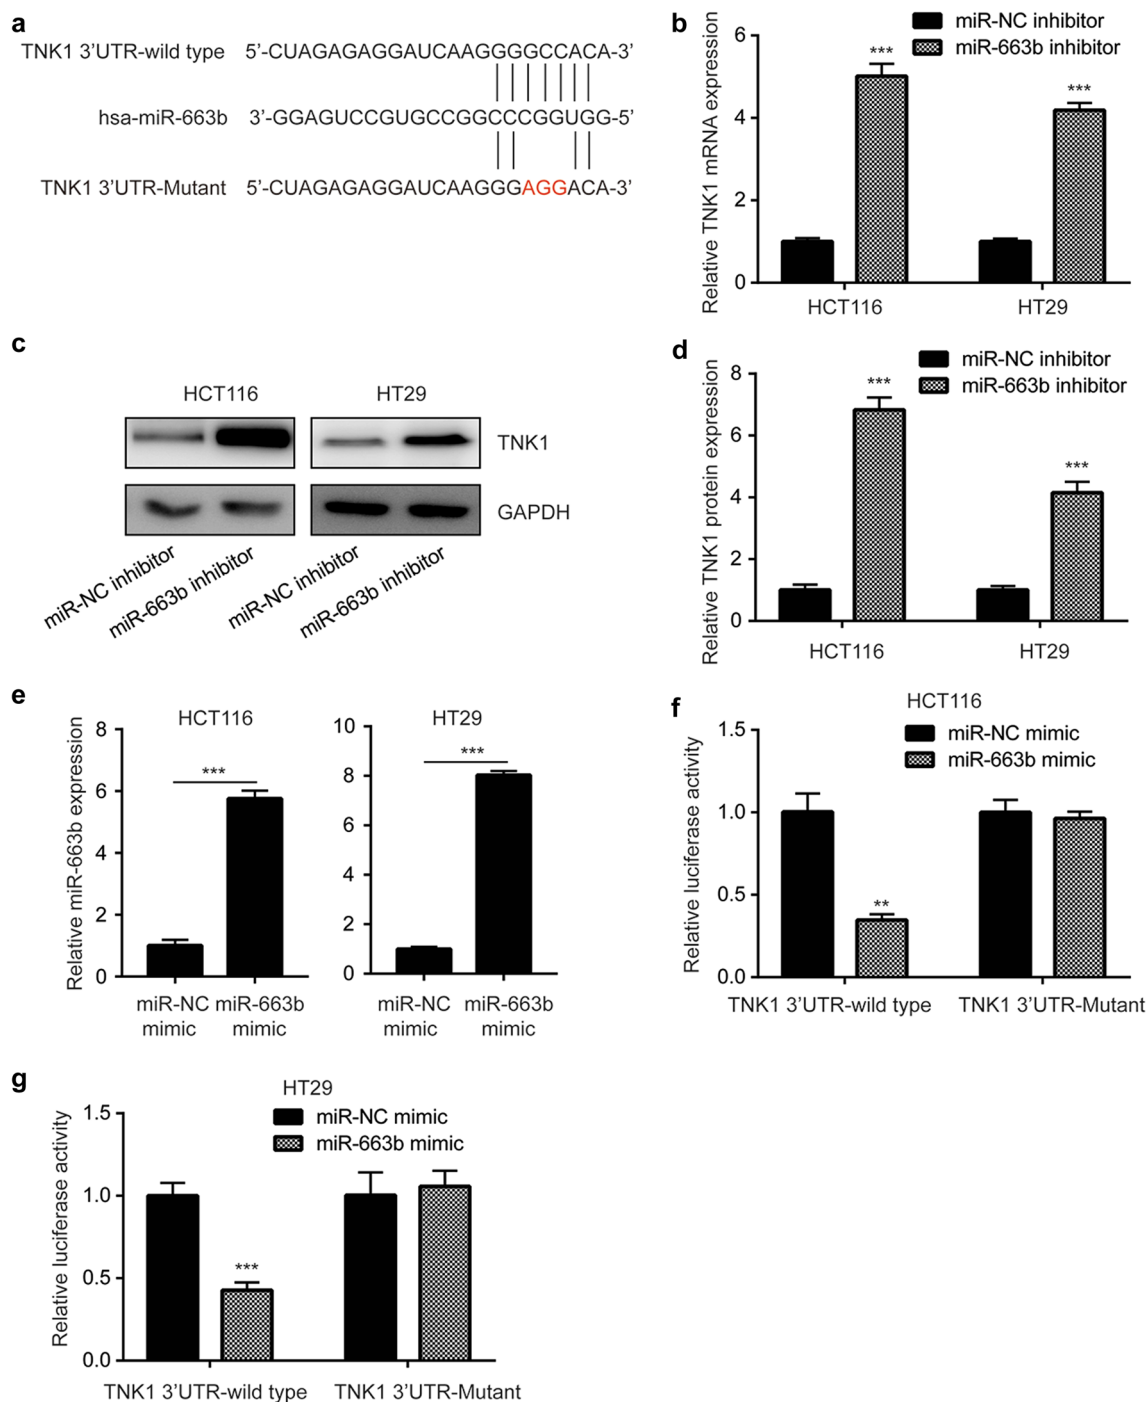 a
TNK1 3'UTR-wild type 5'-CUAGAGAGGAUCAAGGGGCCACA-3'
hsa-miR-663b 3'-GGAGUCCGUGCCGGCCCGGUGG-5'
TNK1 3'UTR-Mutant 5'-CUAGAGAGGAUCAAGGGAGGACA-3'
b
miR-NC inhibitor
miR-663b inhibitor
Relative TNK1 mRNA expression
6
4
2
0
***
***
HCT116 HT29
c
HCT116 HT29
TNK1
GAPDH
miR-NC inhibitor
miR-663b inhibitor
miR-NC inhibitor
miR-663b inhibitor
d
miR-NC inhibitor
miR-663b inhibitor
Relative TNK1 protein expression
8
6
4
2
0
***
***
HCT116 HT29
e
HCT116
Relative miR-663b expression
8
6
4
2
0
***
miR-NC mimic
miR-663b mimic
HT29
10
8
6
4
2
0
***
miR-NC mimic
miR-663b mimic
f
HCT116
miR-NC mimic
miR-663b mimic
Relative luciferase activity
1.5
1.0
0.5
0.0
**
TNK1 3'UTR-wild type TNK1 3'UTR-Mutant
g
HT29
miR-NC mimic
miR-663b mimic
Relative luciferase activity
1.5
1.0
0.5
0.0
***
TNK1 3'UTR-wild type TNK1 3'UTR-Mutant